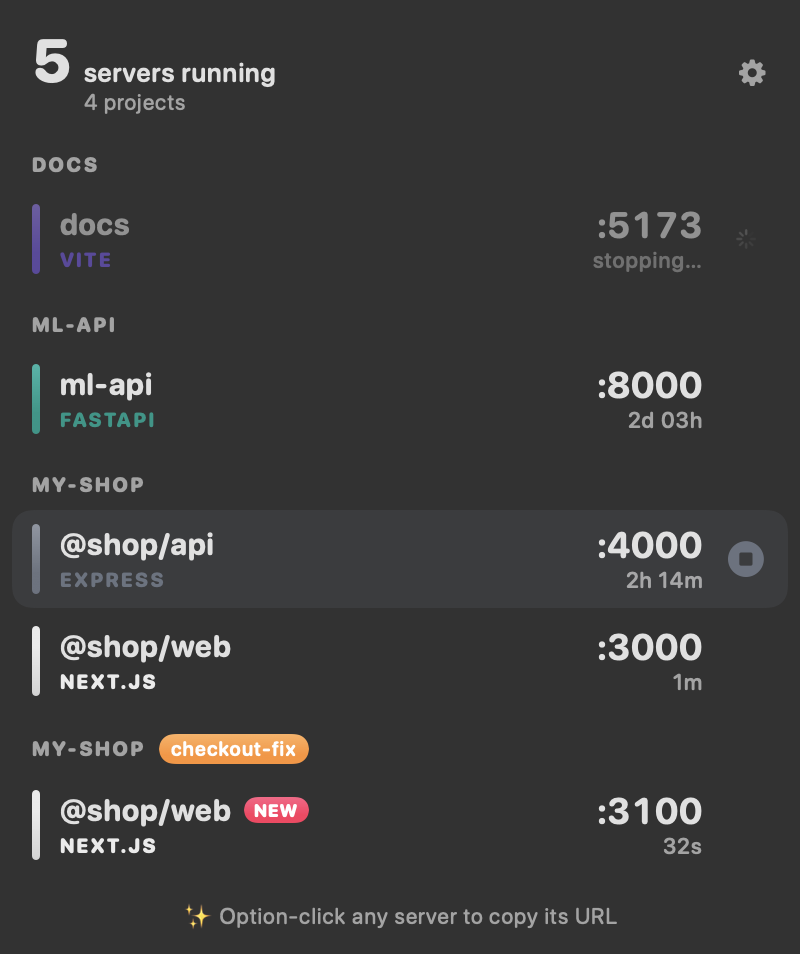 5 servers running
4 projects
DOCS
docs :5173
VITE stopping...
ML-API
ml-api :8000
FASTAPI 2d 03h
MY-SHOP
@shop/api :4000
EXPRESS 2h 14m
@shop/web :3000
NEXT.JS 1m
MY-SHOP checkout-fix
@shop/web NEW :3100
NEXT.JS 32s
✨ Option-click any server to copy its URL